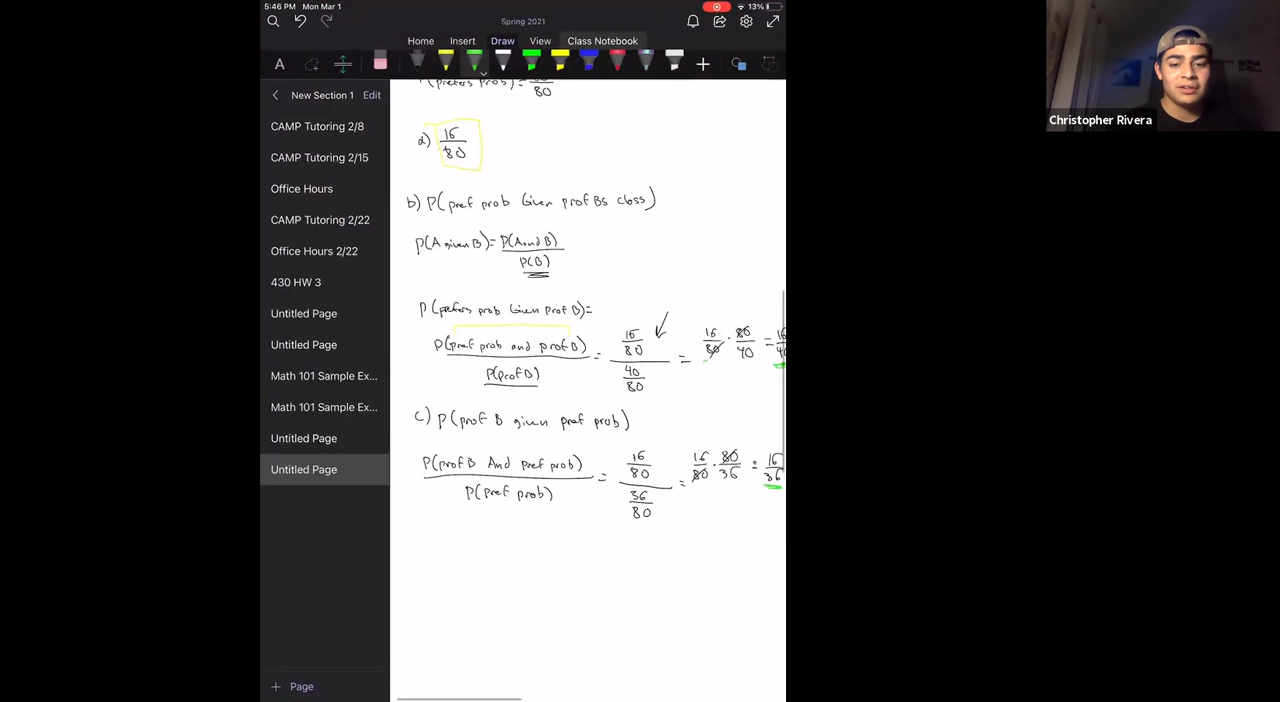 5:46 PM Mon Mar 1
13%
Spring 2021
Home Insert Draw View Class Notebook
New Section 1 Edit
CAMP Tutoring 2/8
CAMP Tutoring 2/15
Office Hours
CAMP Tutoring 2/22
Office Hours 2/22
430 HW 3
Untitled Page
Untitled Page
Math 101 Sample Ex...
Math 101 Sample Ex...
Untitled Page
Untitled Page
+ Page
P(prefers prob) =
80
a) 16/80
b) P(pref prob Given prof Bs class)
P(A given B) = P(A and B)
P(B)
P(prefers prob Given prof B) =
P(pref prob and prof B) / P(prof B) = 16/80 / 40/80 = 16/80 · 80/40 = 16/40
c) P(prof B given pref prob)
P(prof B And pref prob) / P(pref prob) = 16/80 / 36/80 = 16/80 · 80/36 = 16/36
Christopher Rivera